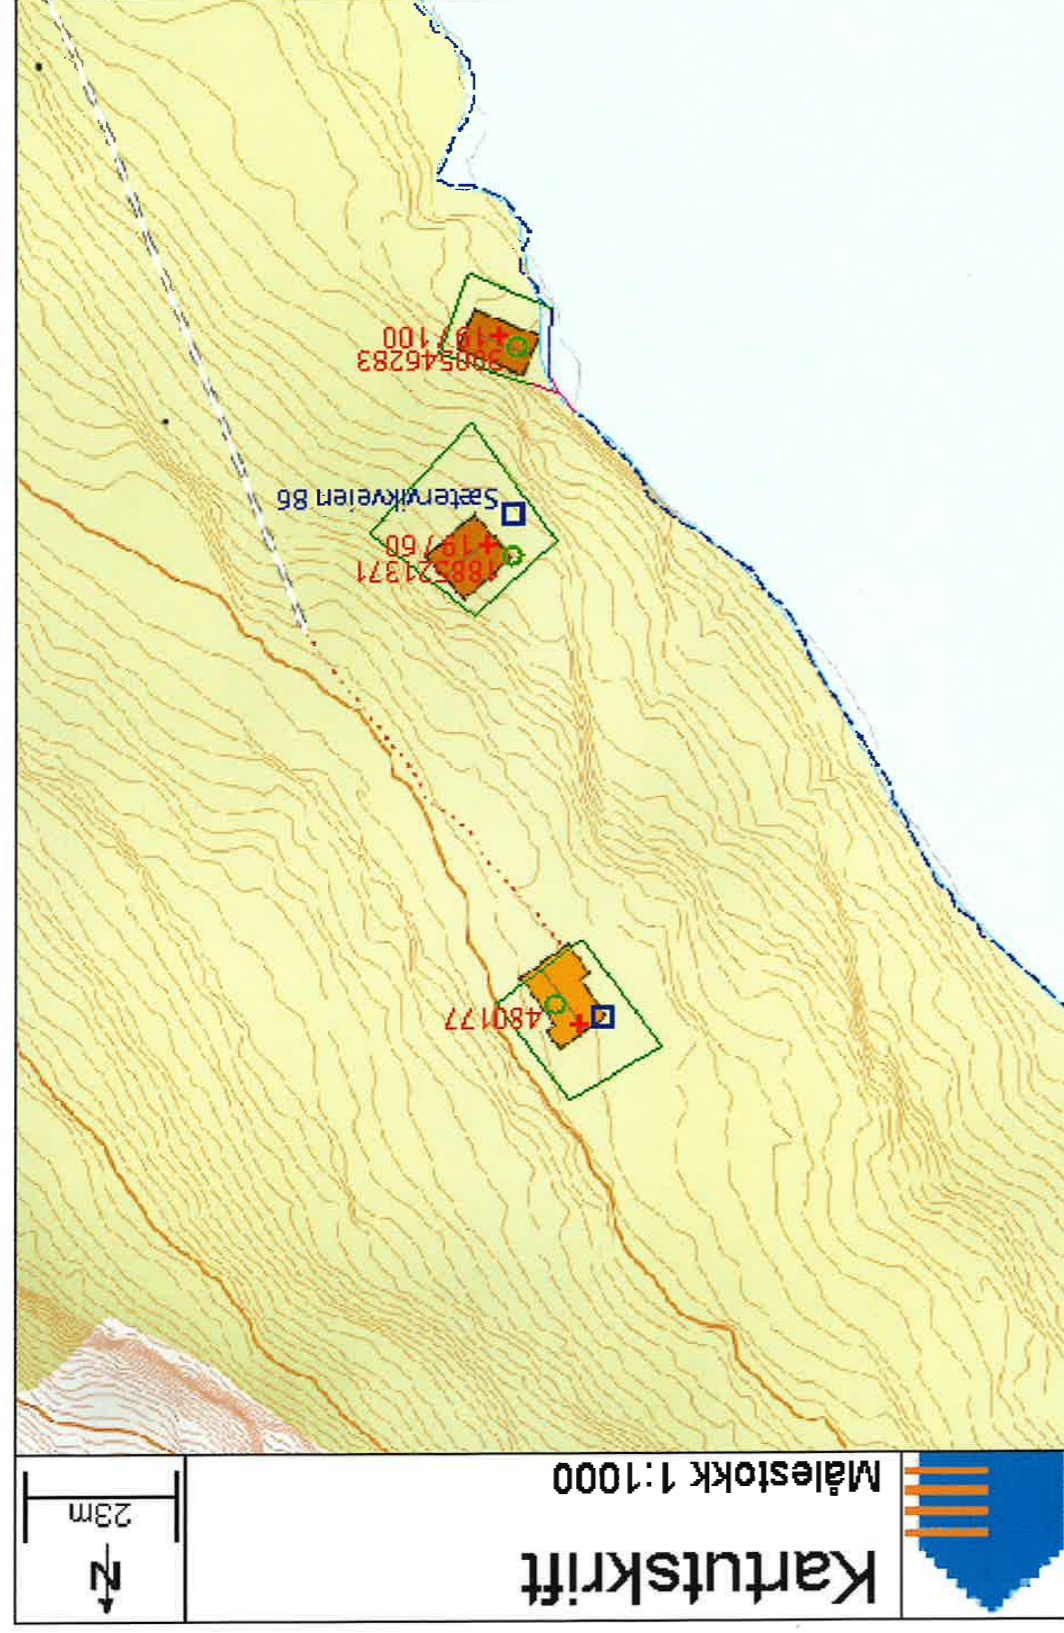 Kartutskrift
Målestokk 1:1000
N
23m
480177
188521371
19 / 60
Sætervikveien 86
300546283
19 / 100